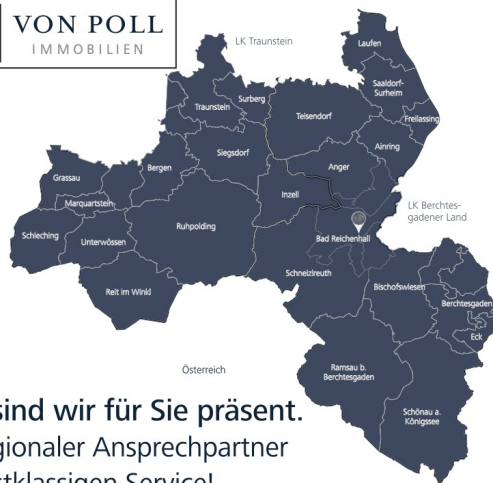 VON POLL
IMMOBILIEN
LK Traunstein
Laufen
Saaldorf-
Surheim
Surberg
Traunstein
Teisendorf
Freilassing
Ainring
Siegsdorf
Anger
Bergen
Grassau
Inzell
Marquartstein
LK Berchtes-
gadener Land
Ruhpolding
Schleching
Unterwössen
Bad Reichenhall
Schneizlreuth
Bischofswiesen
Reit im Winkl
Berchtesgaden
Eck
Österreich
Ramsau b.
Berchtesgaden
Schönau a.
Königssee
sind wir für Sie präsent.
gionaler Ansprechpartner
stklassigen Service!